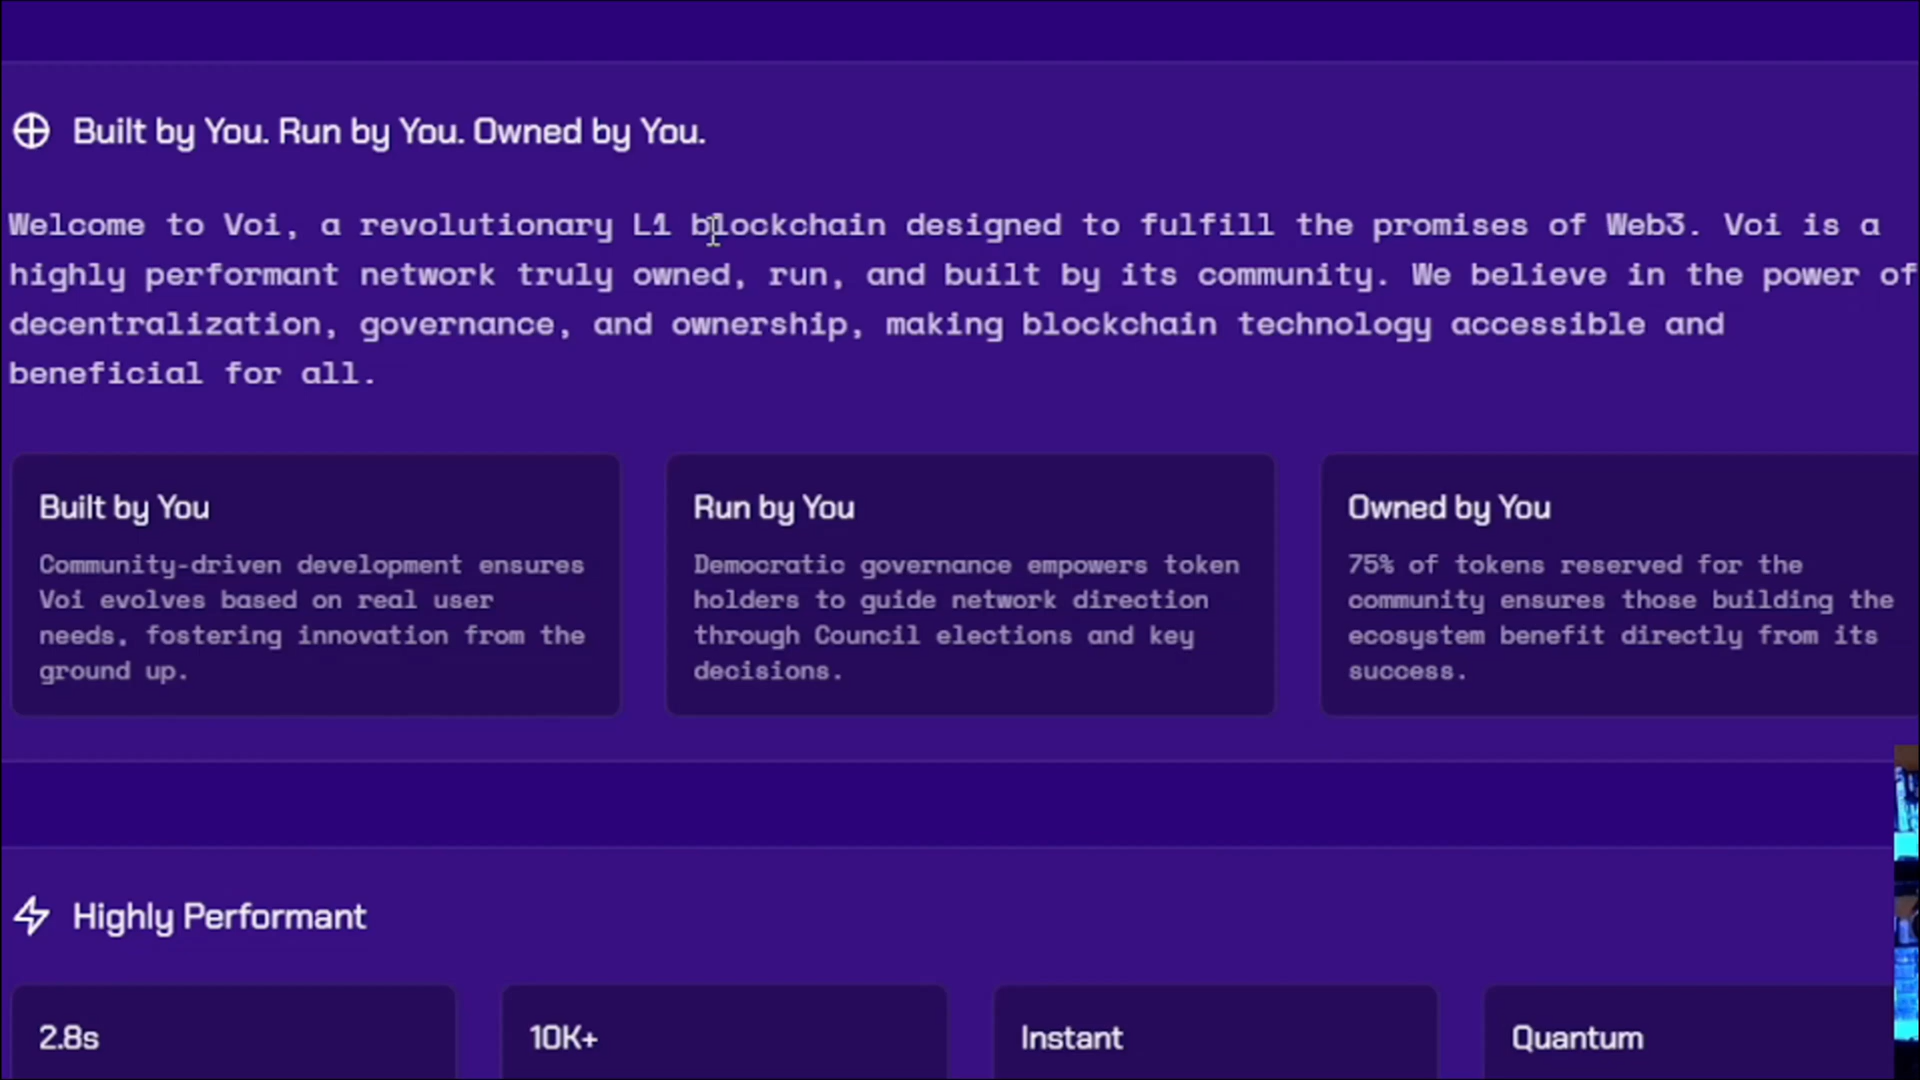 Built by You. Run by You. Owned by You.
Welcome to Voi, a revolutionary L1 blockchain designed to fulfill the promises of Web3. Voi is a
highly performant network truly owned, run, and built by its community. We believe in the power of
decentralization, governance, and ownership, making blockchain technology accessible and
beneficial for all.
Built by You
Community-driven development ensures
Voi evolves based on real user
needs, fostering innovation from the
ground up.
Run by You
Democratic governance empowers token
holders to guide network direction
through Council elections and key
decisions.
Owned by You
75% of tokens reserved for the
community ensures those building the
ecosystem benefit directly from its
success.
Highly Performant
2.8s
10K+
Instant
Quantum